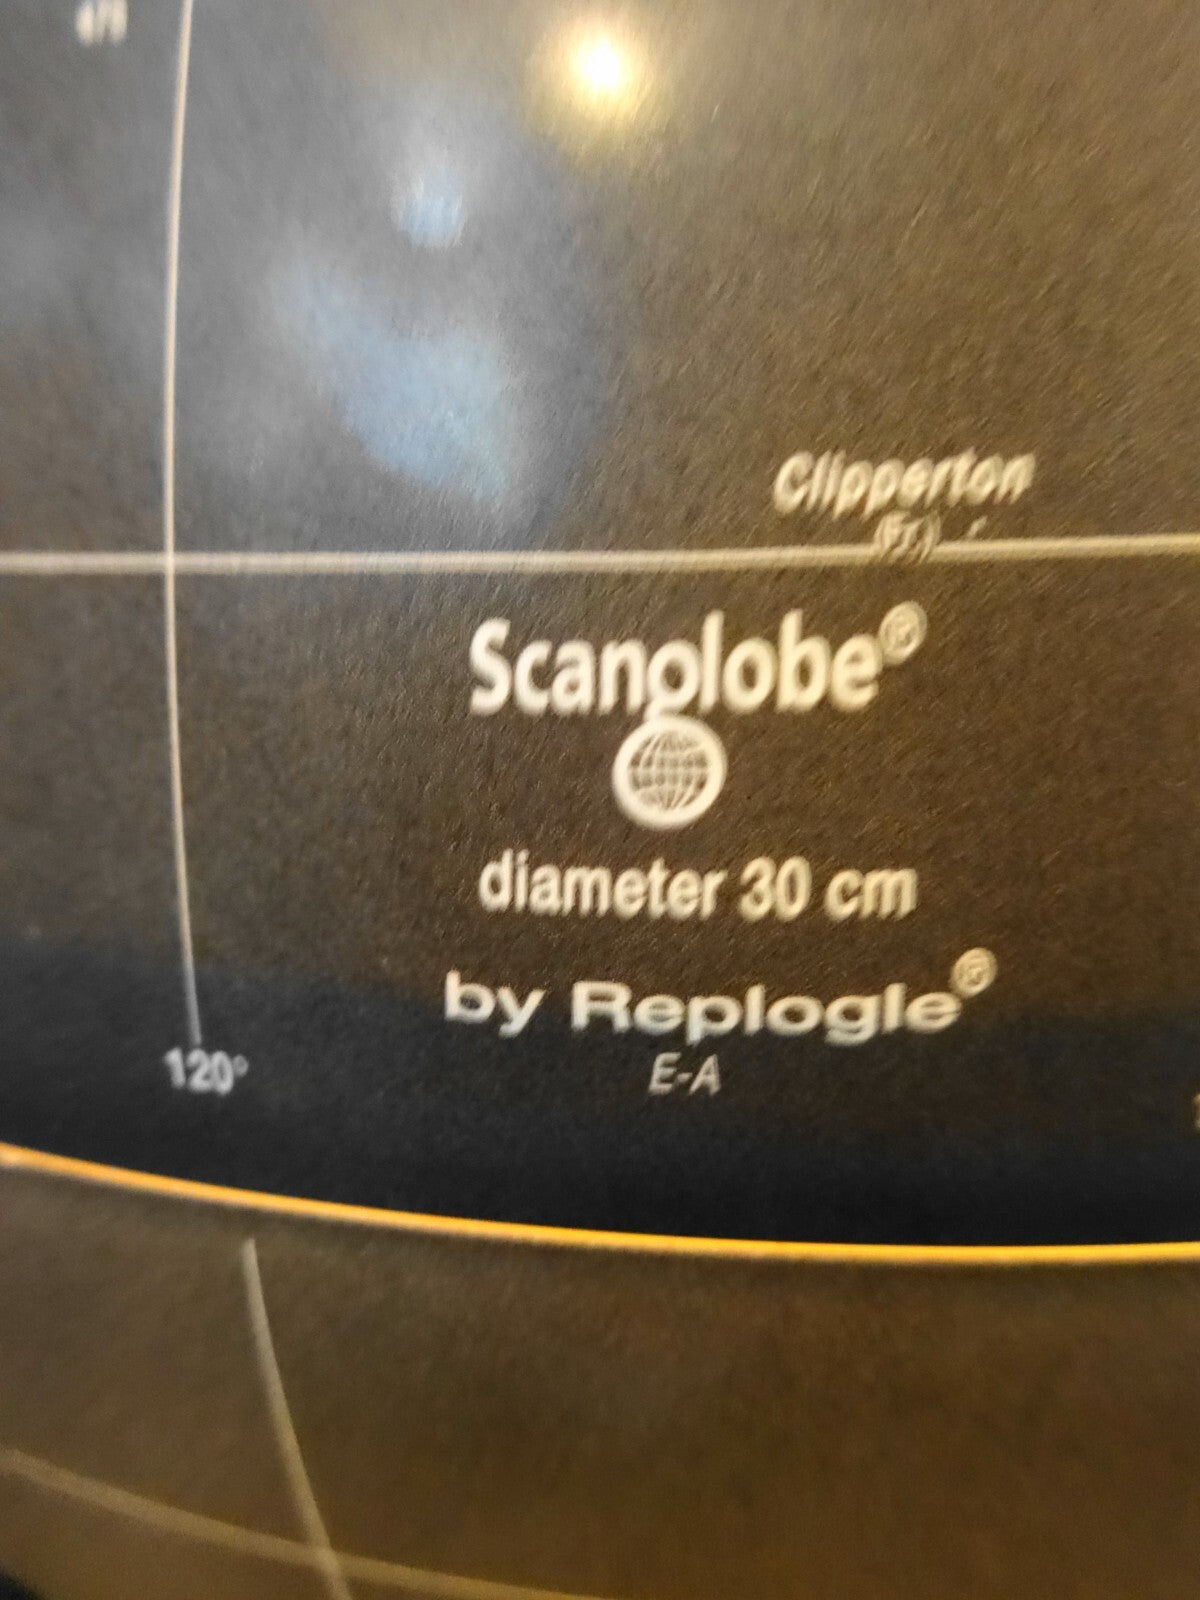 Clipperton
(Fr.)
Scanglobe®
diameter 30 cm
by Replogle®
E-A
120°